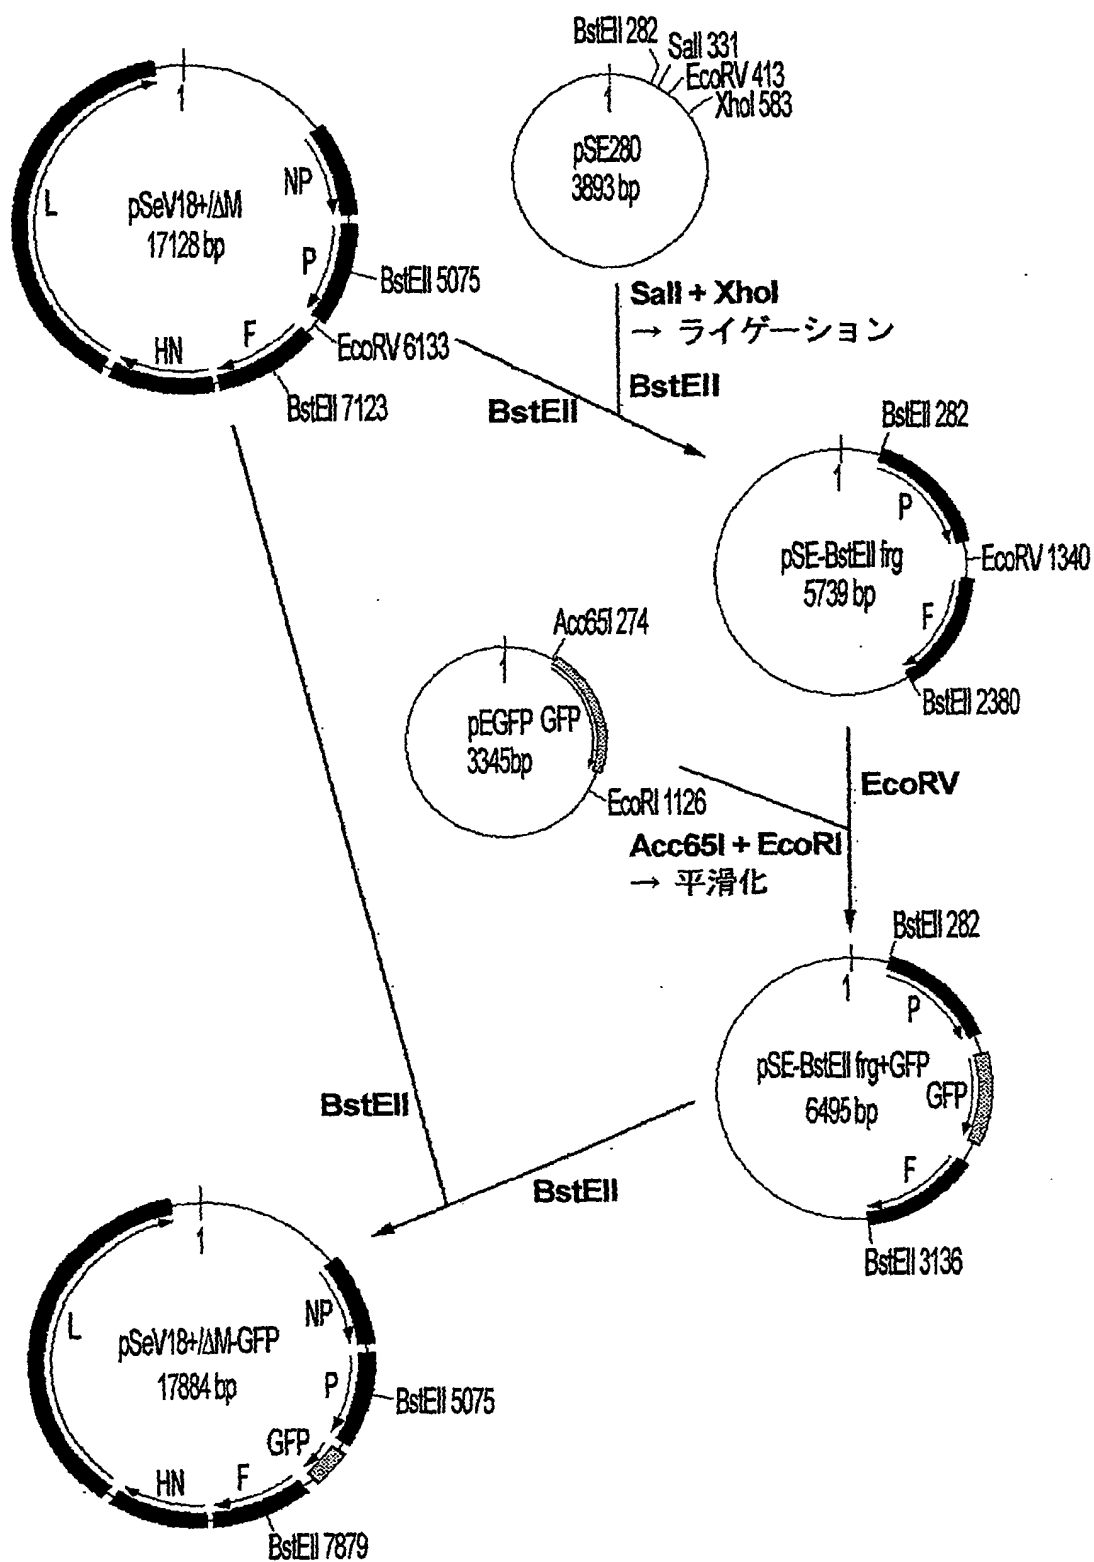 1
NP
P
L
F
HN
pSeV18+/ΔM
17128 bp
BstEII 5075
EcoRV 6133
BstEII 7123
BstEII 282
SalI 331
EcoRV 413
XhoI 583
1
pSE280
3893 bp
SalI + XhoI
→ ライゲーション
BstEII
BstEII
BstEII 282
1
P
pSE-BstEII frg
5739 bp
EcoRV 1340
F
BstEII 2380
Acc65I 274
1
pEGFP GFP
3345bp
EcoRI 1126
EcoRV
Acc65I + EcoRI
→ 平滑化
BstEII 282
1
P
pSE-BstEII frg+GFP
6495 bp
GFP
F
BstEII 3136
BstEII
BstEII
1
NP
L
pSeV18+/ΔM-GFP
17884 bp
P
BstEII 5075
GFP
F
HN
BstEII 7879